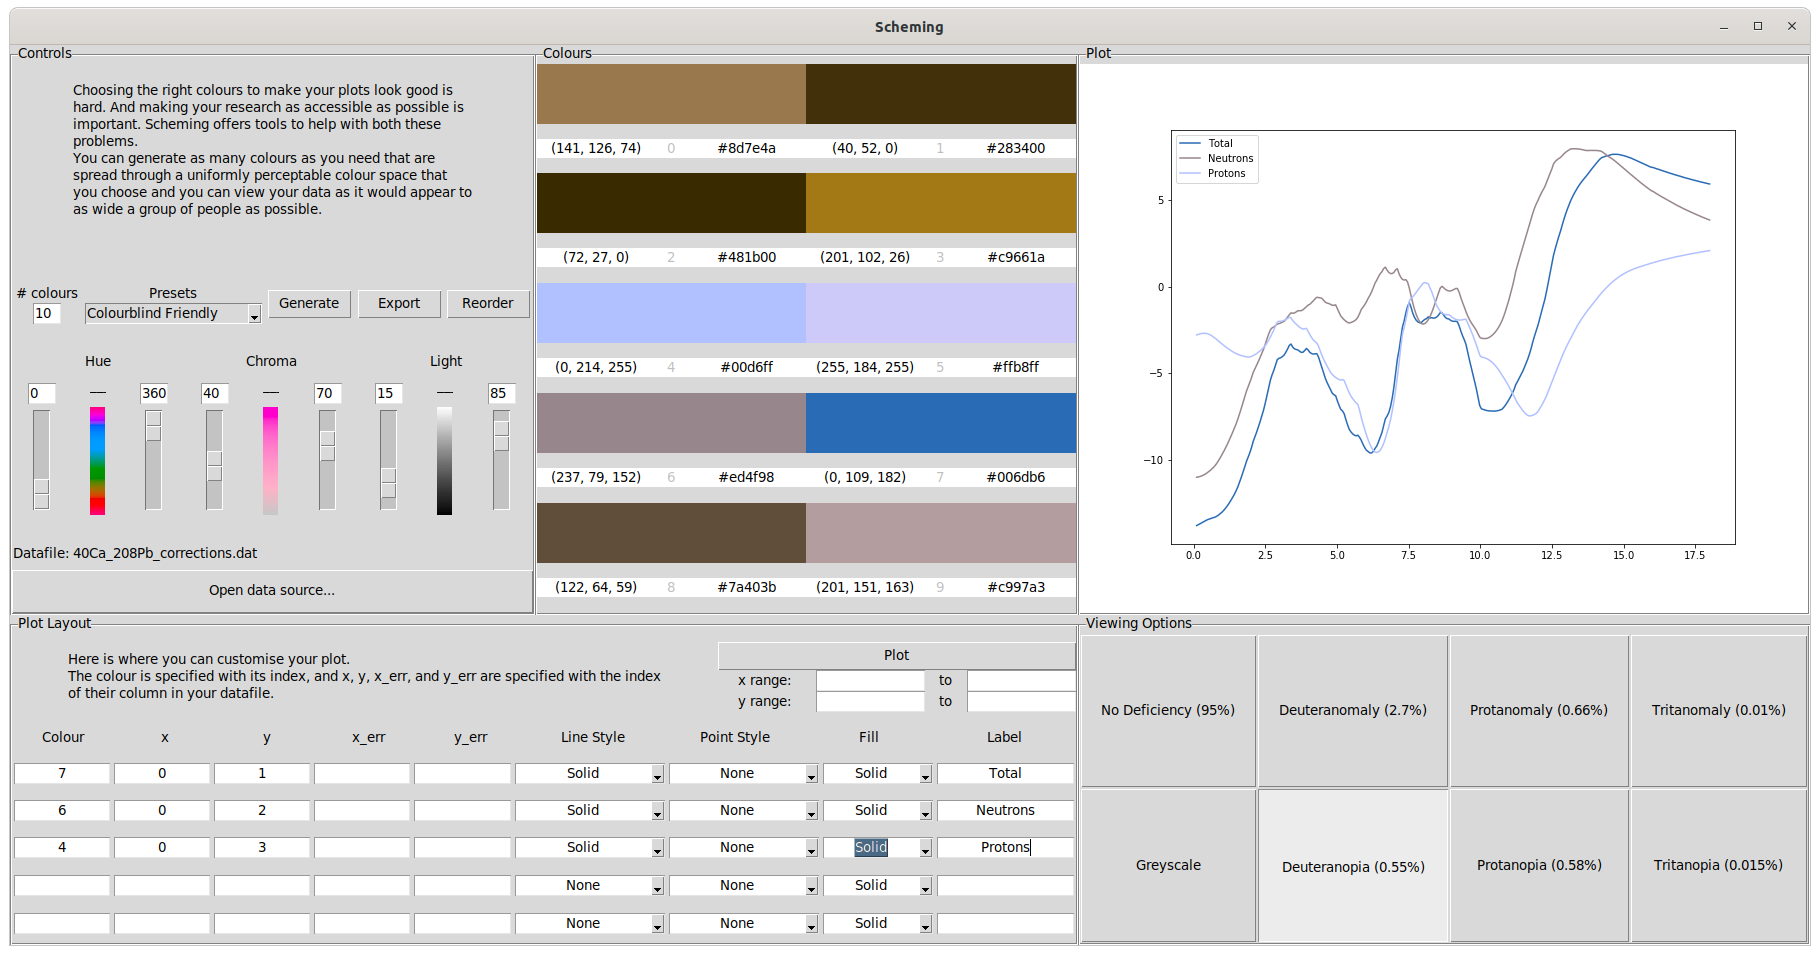 Scheming
Controls
Choosing the right colours to make your plots look good is
hard. And making your research as accessible as possible is
important. Scheming offers tools to help with both these
problems.
You can generate as many colours as you need that are
spread through a uniformly perceptable colour space that
you choose and you can view your data as it would appear to
as wide a group of people as possible.
# colours Presets
10 Colourblind Friendly Generate Export Reorder
Hue Chroma Light
0 — 360 40 — 70 15 — 85
Datafile: 40Ca_208Pb_corrections.dat
Open data source...
Colours
(141, 126, 74) 0 #8d7e4a (40, 52, 0) 1 #283400
(72, 27, 0) 2 #481b00 (201, 102, 26) 3 #c9661a
(0, 214, 255) 4 #00d6ff (255, 184, 255) 5 #ffb8ff
(237, 79, 152) 6 #ed4f98 (0, 109, 182) 7 #006db6
(122, 64, 59) 8 #7a403b (201, 151, 163) 9 #c997a3
Plot
Total
Neutrons
Protons
5
0
−5
−10
0.0 2.5 5.0 7.5 10.0 12.5 15.0 17.5
Plot Layout
Here is where you can customise your plot.
The colour is specified with its index, and x, y, x_err, and y_err are specified with the index
of their column in your datafile.
Plot
x range: to
y range: to
Colour x y x_err y_err Line Style Point Style Fill Label
7 0 1 Solid None Solid Total
6 0 2 Solid None Solid Neutrons
4 0 3 Solid None Solid Protons
None None Solid
None None Solid
Viewing Options
No Deficiency (95%) Deuteranomaly (2.7%) Protanomaly (0.66%) Tritanomaly (0.01%)
Greyscale Deuteranopia (0.55%) Protanopia (0.58%) Tritanopia (0.015%)